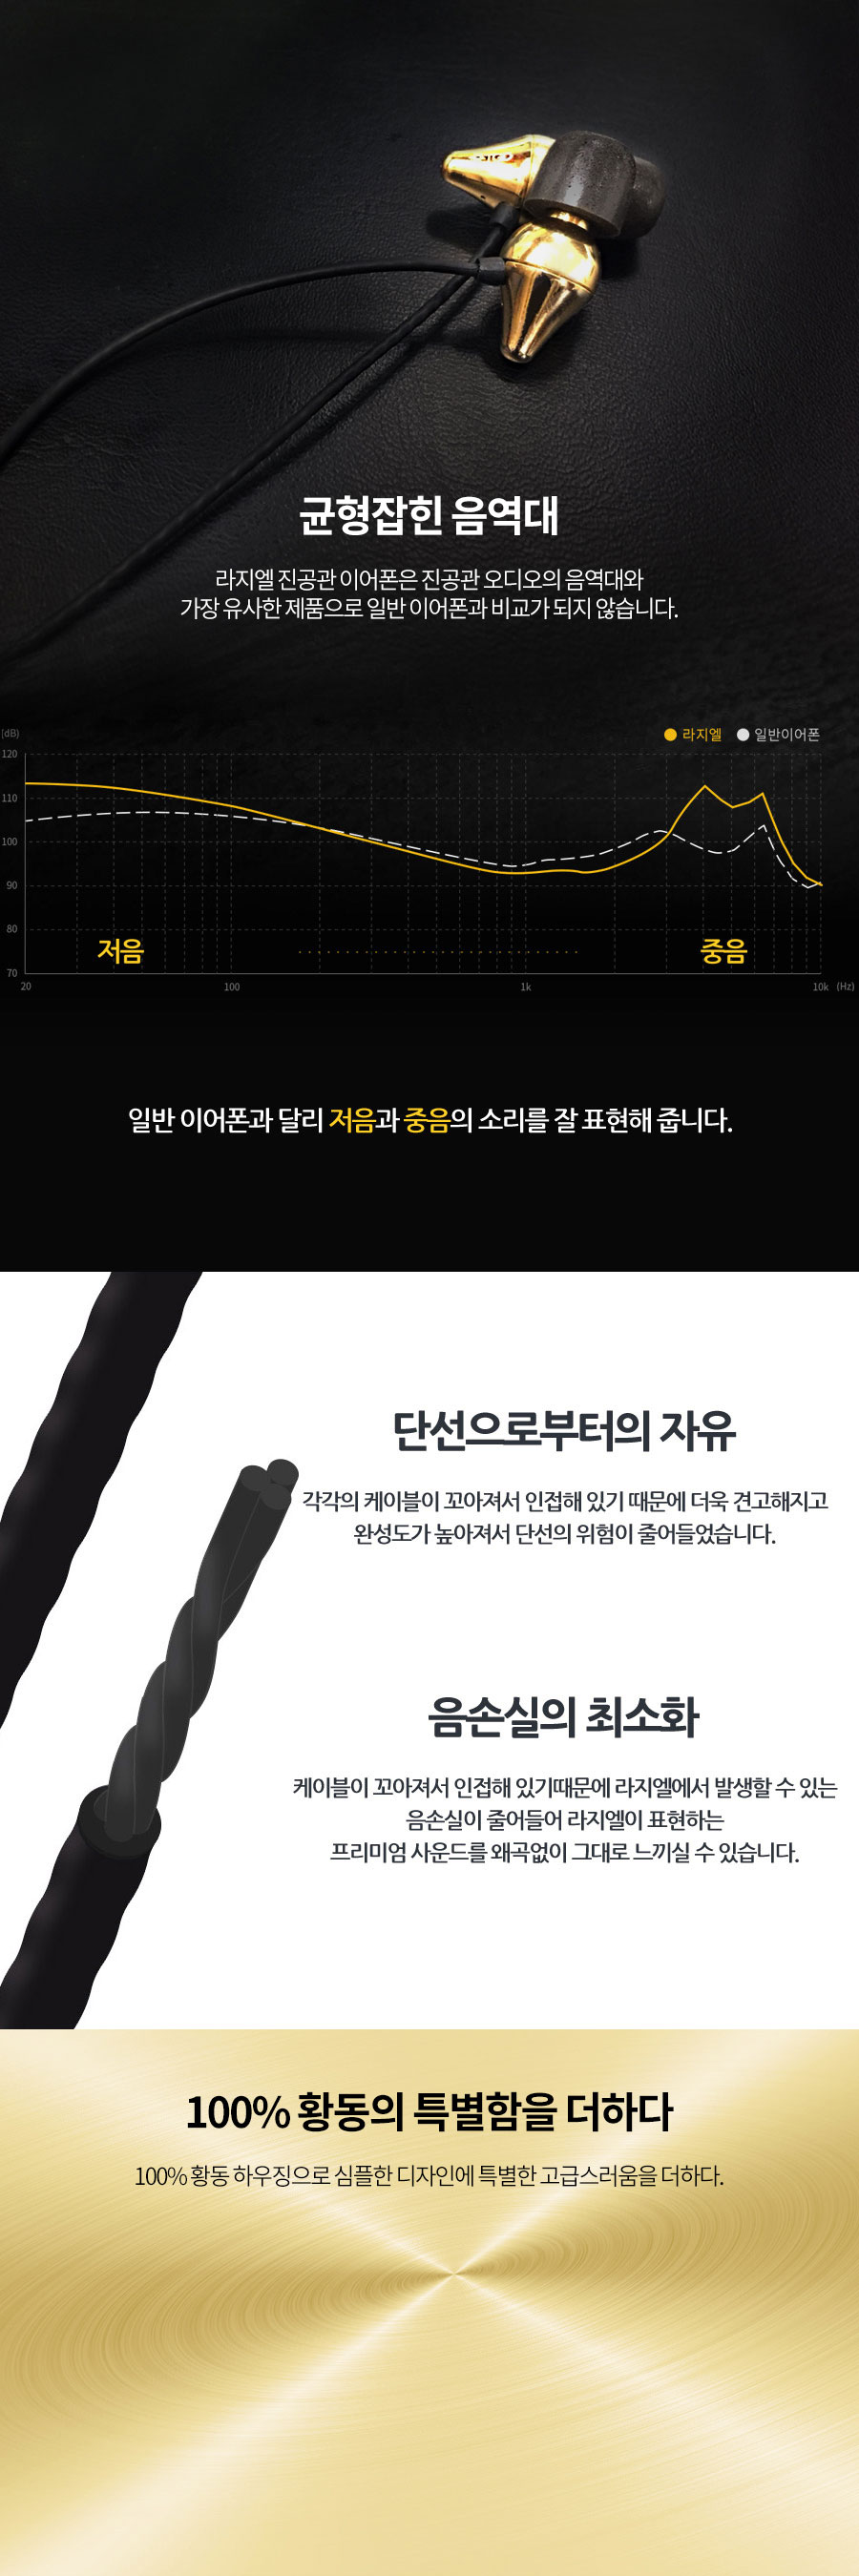 균형잡힌 음역대
라지엘 진공관 이어폰은 진공관 오디오의 음역대와
가장 유사한 제품으로 일반 이어폰과 비교가 되지 않습니다.
[dB]
라지엘 일반이어폰
120
110
100
90
80
70
저음 중음
20 100 1k 10k (Hz)
일반 이어폰과 달리 저음과 중음의 소리를 잘 표현해 줍니다.
단선으로부터의 자유
각각의 케이블이 꼬아져서 인접해 있기 때문에 더욱 견고해지고
완성도가 높아져서 단선의 위험이 줄어들었습니다.
음손실의 최소화
케이블이 꼬아져서 인접해 있기때문에 라지엘에서 발생할 수 있는
음손실이 줄어들어 라지엘이 표현하는
프리미엄 사운드를 왜곡없이 그대로 느끼실 수 있습니다.
100% 황동의 특별함을 더하다
100% 황동 하우징으로 심플한 디자인에 특별한 고급스러움을 더하다.